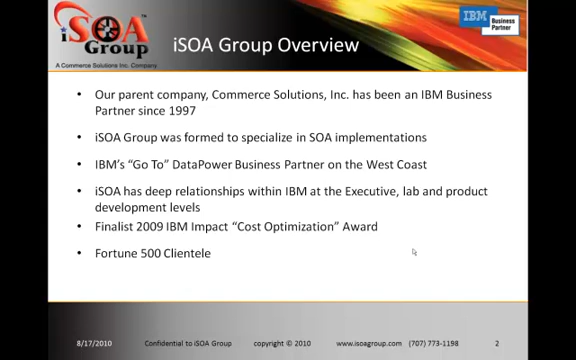 iSOA
Group
A Commerce Solutions Inc. Company
iSOA Group Overview
IBM
Business
Partner
• Our parent company, Commerce Solutions, Inc. has been an IBM Business
Partner since 1997
• iSOA Group was formed to specialize in SOA implementations
• IBM's “Go To” DataPower Business Partner on the West Coast
• iSOA has deep relationships within IBM at the Executive, lab and product
development levels
• Finalist 2009 IBM Impact “Cost Optimization” Award
• Fortune 500 Clientele
8/17/2010 Confidential to iSOA Group copyright © 2010 www.isoagroup.com (707) 773-1198 2